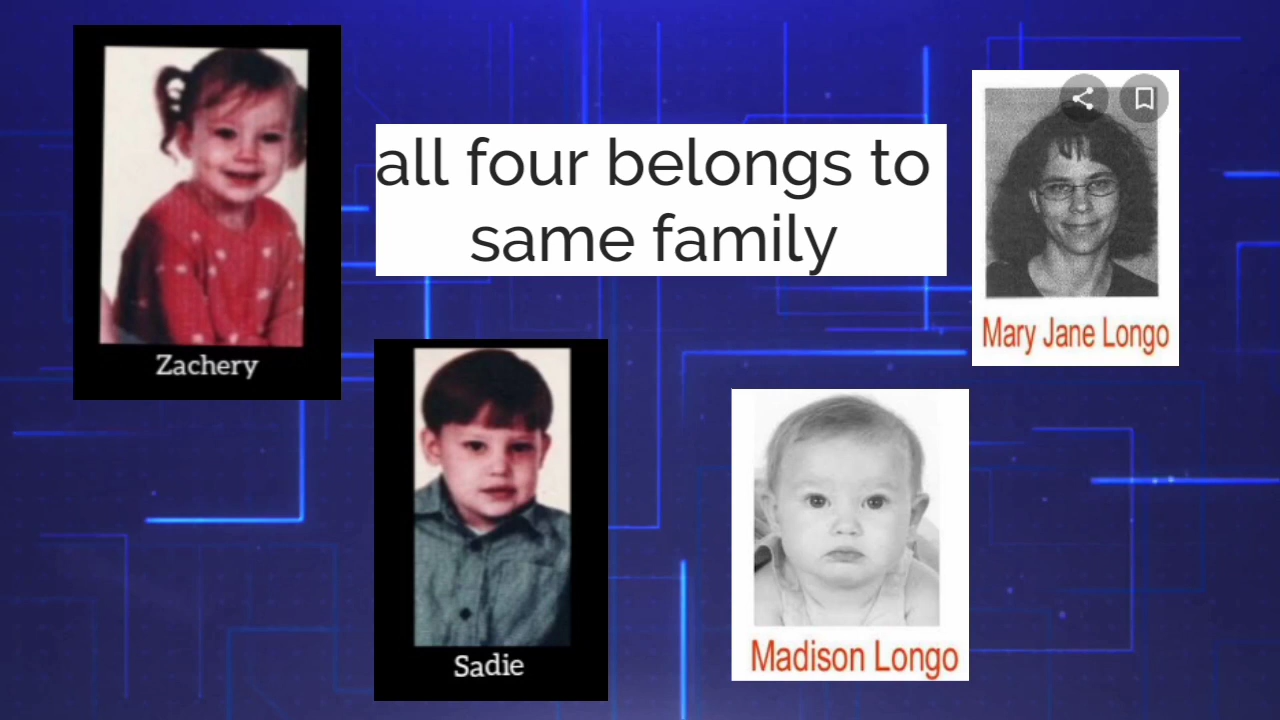 all four belongs to
same family
Zachery
Mary Jane Longo
Sadie
Madison Longo